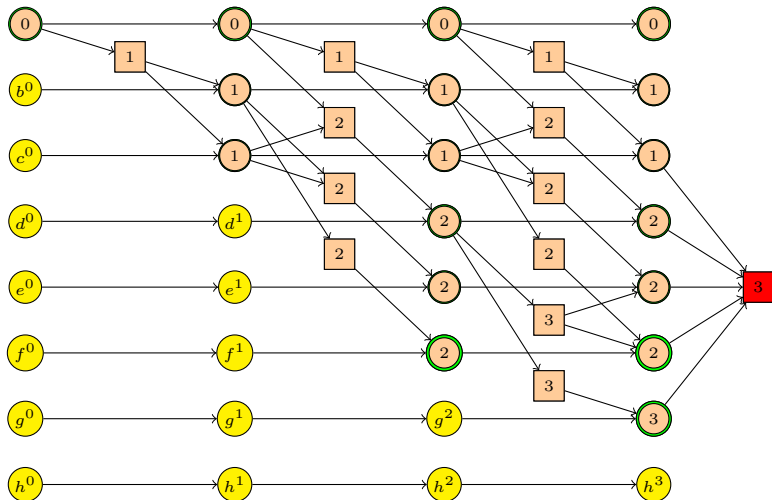 0 0 0 0
1 1 1
b⁰ 1 1 1
2 2
c⁰ 1 1 1
2 2
d⁰ d¹ 2 2
2 2
e⁰ e¹ 2 2 3
3
f⁰ f¹ 2 2
3
g⁰ g¹ g² 3
h⁰ h¹ h² h³